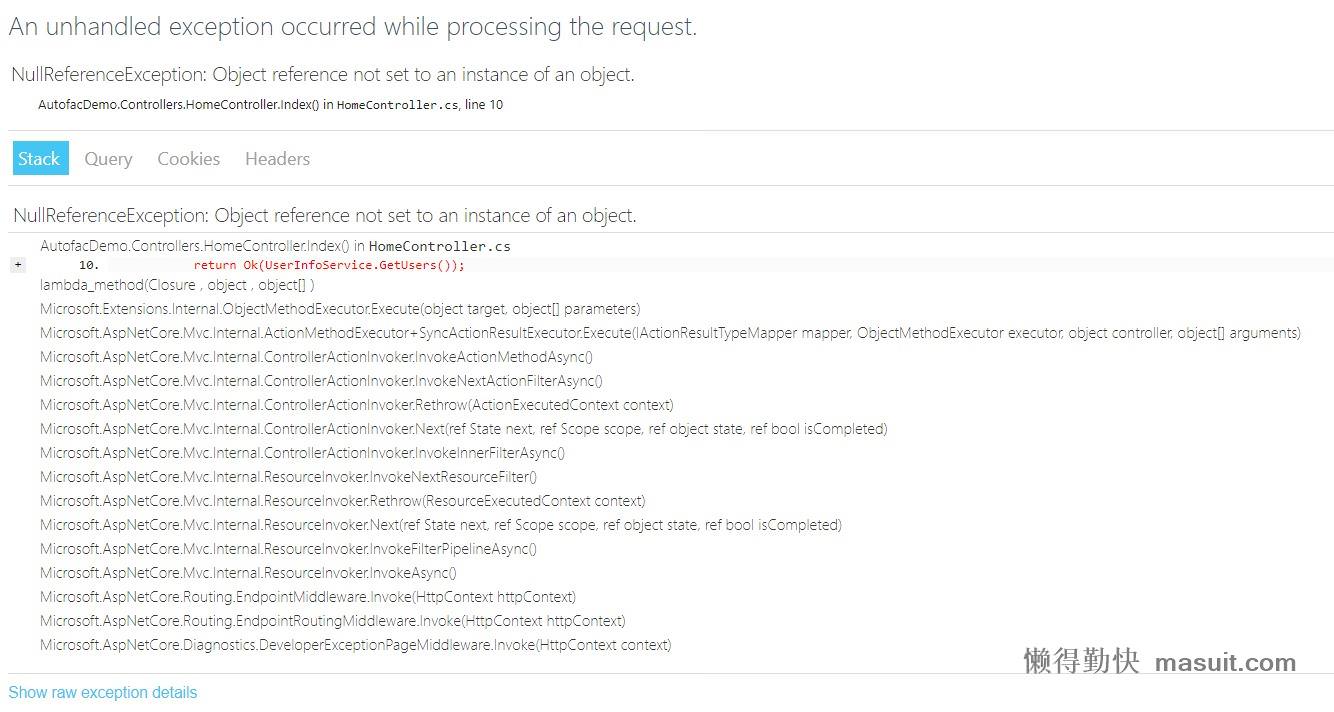 An unhandled exception occurred while processing the request.
NullReferenceException: Object reference not set to an instance of an object.
AutofacDemo.Controllers.HomeController.Index() in HomeController.cs, line 10
Stack Query Cookies Headers
NullReferenceException: Object reference not set to an instance of an object.
AutofacDemo.Controllers.HomeController.Index() in HomeController.cs
+ 10. return Ok(UserInfoService.GetUsers());
lambda_method(Closure , object , object[] )
Microsoft.Extensions.Internal.ObjectMethodExecutor.Execute(object target, object[] parameters)
Microsoft.AspNetCore.Mvc.Internal.ActionMethodExecutor+SyncActionResultExecutor.Execute(IActionResultTypeMapper mapper, ObjectMethodExecutor executor, object controller, object[] arguments)
Microsoft.AspNetCore.Mvc.Internal.ControllerActionInvoker.InvokeActionMethodAsync()
Microsoft.AspNetCore.Mvc.Internal.ControllerActionInvoker.InvokeNextActionFilterAsync()
Microsoft.AspNetCore.Mvc.Internal.ControllerActionInvoker.Rethrow(ActionExecutedContext context)
Microsoft.AspNetCore.Mvc.Internal.ControllerActionInvoker.Next(ref State next, ref Scope scope, ref object state, ref bool isCompleted)
Microsoft.AspNetCore.Mvc.Internal.ControllerActionInvoker.InvokeInnerFilterAsync()
Microsoft.AspNetCore.Mvc.Internal.ResourceInvoker.InvokeNextResourceFilter()
Microsoft.AspNetCore.Mvc.Internal.ResourceInvoker.Rethrow(ResourceExecutedContext context)
Microsoft.AspNetCore.Mvc.Internal.ResourceInvoker.Next(ref State next, ref Scope scope, ref object state, ref bool isCompleted)
Microsoft.AspNetCore.Mvc.Internal.ResourceInvoker.InvokeFilterPipelineAsync()
Microsoft.AspNetCore.Mvc.Internal.ResourceInvoker.InvokeAsync()
Microsoft.AspNetCore.Routing.EndpointMiddleware.Invoke(HttpContext httpContext)
Microsoft.AspNetCore.Routing.EndpointRoutingMiddleware.Invoke(HttpContext httpContext)
Microsoft.AspNetCore.Diagnostics.DeveloperExceptionPageMiddleware.Invoke(HttpContext context)
懒得勤快 masuit.com
Show raw exception details